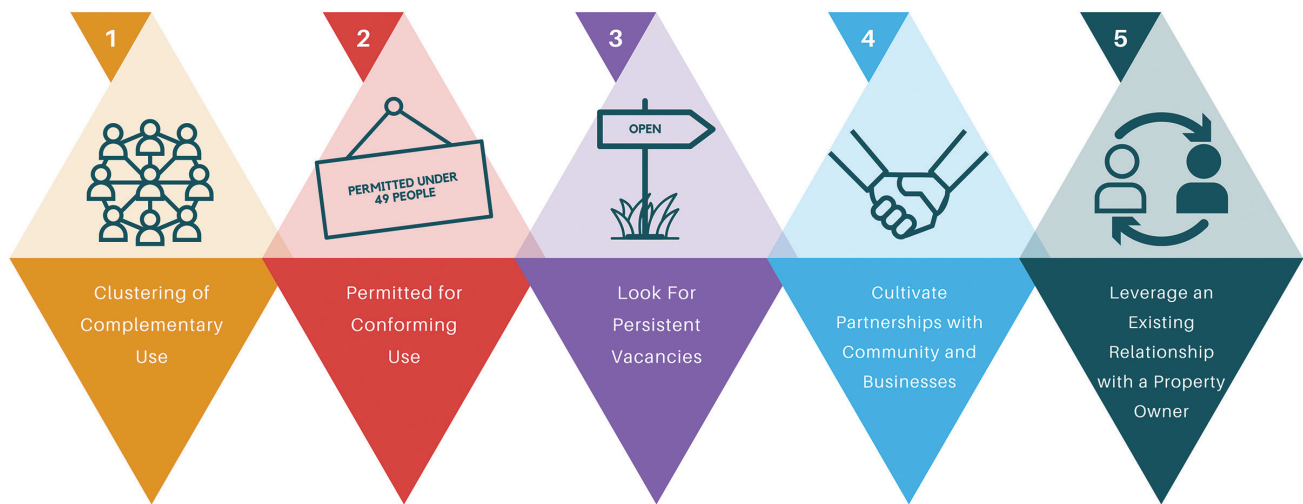 1
PERMITTED UNDER
49 PEOPLE
Clustering of
Complementary
Use
2
Permitted for
Conforming
Use
3
OPEN
Look For
Persistent
Vacancies
4
Cultivate
Partnerships with
Community and
Businesses
5
Leverage an
Existing
Relationship
with a Property
Owner